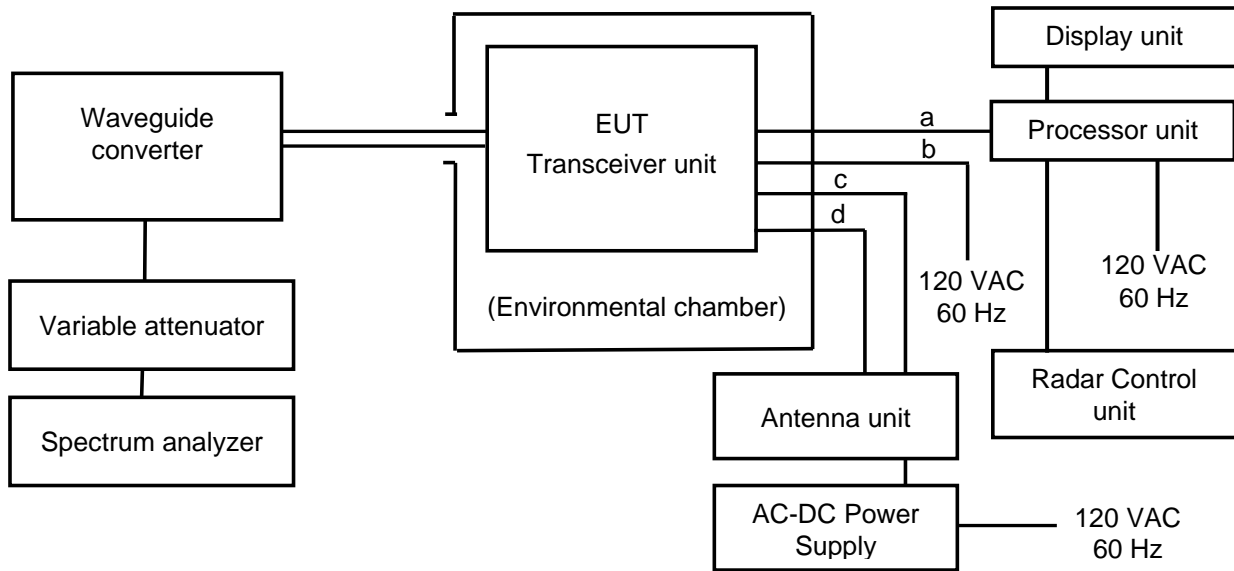 Waveguide
converter
Variable attenuator
Spectrum analyzer
EUT
Transceiver unit
(Environmental chamber)
a
b
c
d
Display unit
Processor unit
120 VAC
60 Hz
120 VAC
60 Hz
Radar Control
unit
Antenna unit
AC-DC Power
Supply
120 VAC
60 Hz